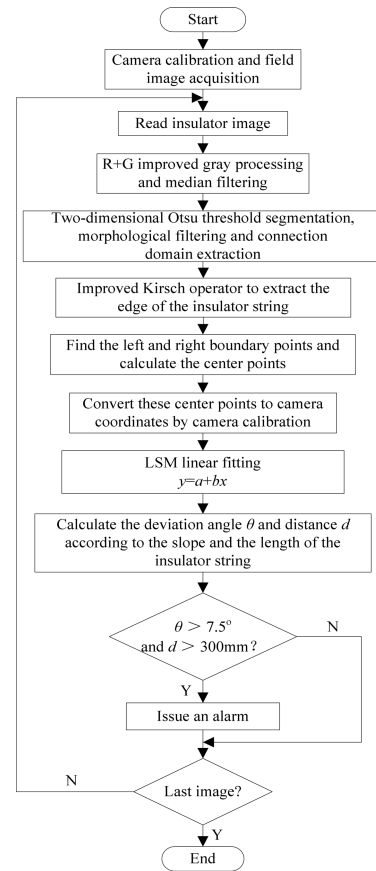 Start
Camera calibration and field
image acquisition
Read insulator image
R+G improved gray processing
and median filtering
Two-dimensional Otsu threshold segmentation,
morphological filtering and connection
domain extraction
Improved Kirsch operator to extract the
edge of the insulator string
Find the left and right boundary points and
calculate the center points
Convert these center points to camera
coordinates by camera calibration
LSM linear fitting
y=a+bx
Calculate the deviation angle θ and distance d
according to the slope and the length of the
insulator string
θ > 7.5°
and d > 300mm?
N
Y
Issue an alarm
N
Last image?
Y
End